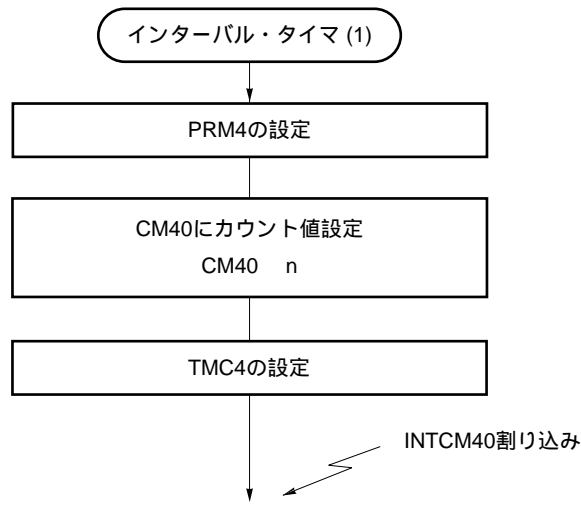 インターバル・タイマ (1)
PRM4の設定
CM40にカウント値設定
CM40　n
TMC4の設定
INTCM40割り込み